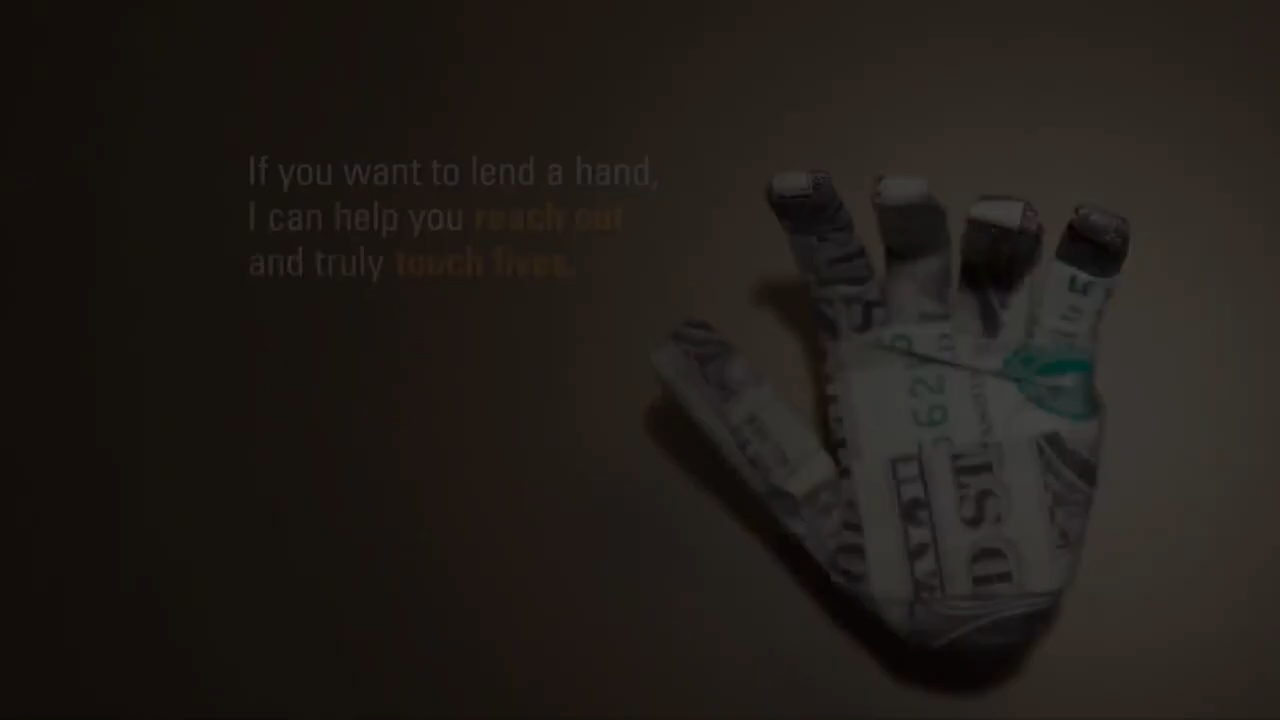 If you want to lend a hand,
I can help you reach out
and truly touch lives.